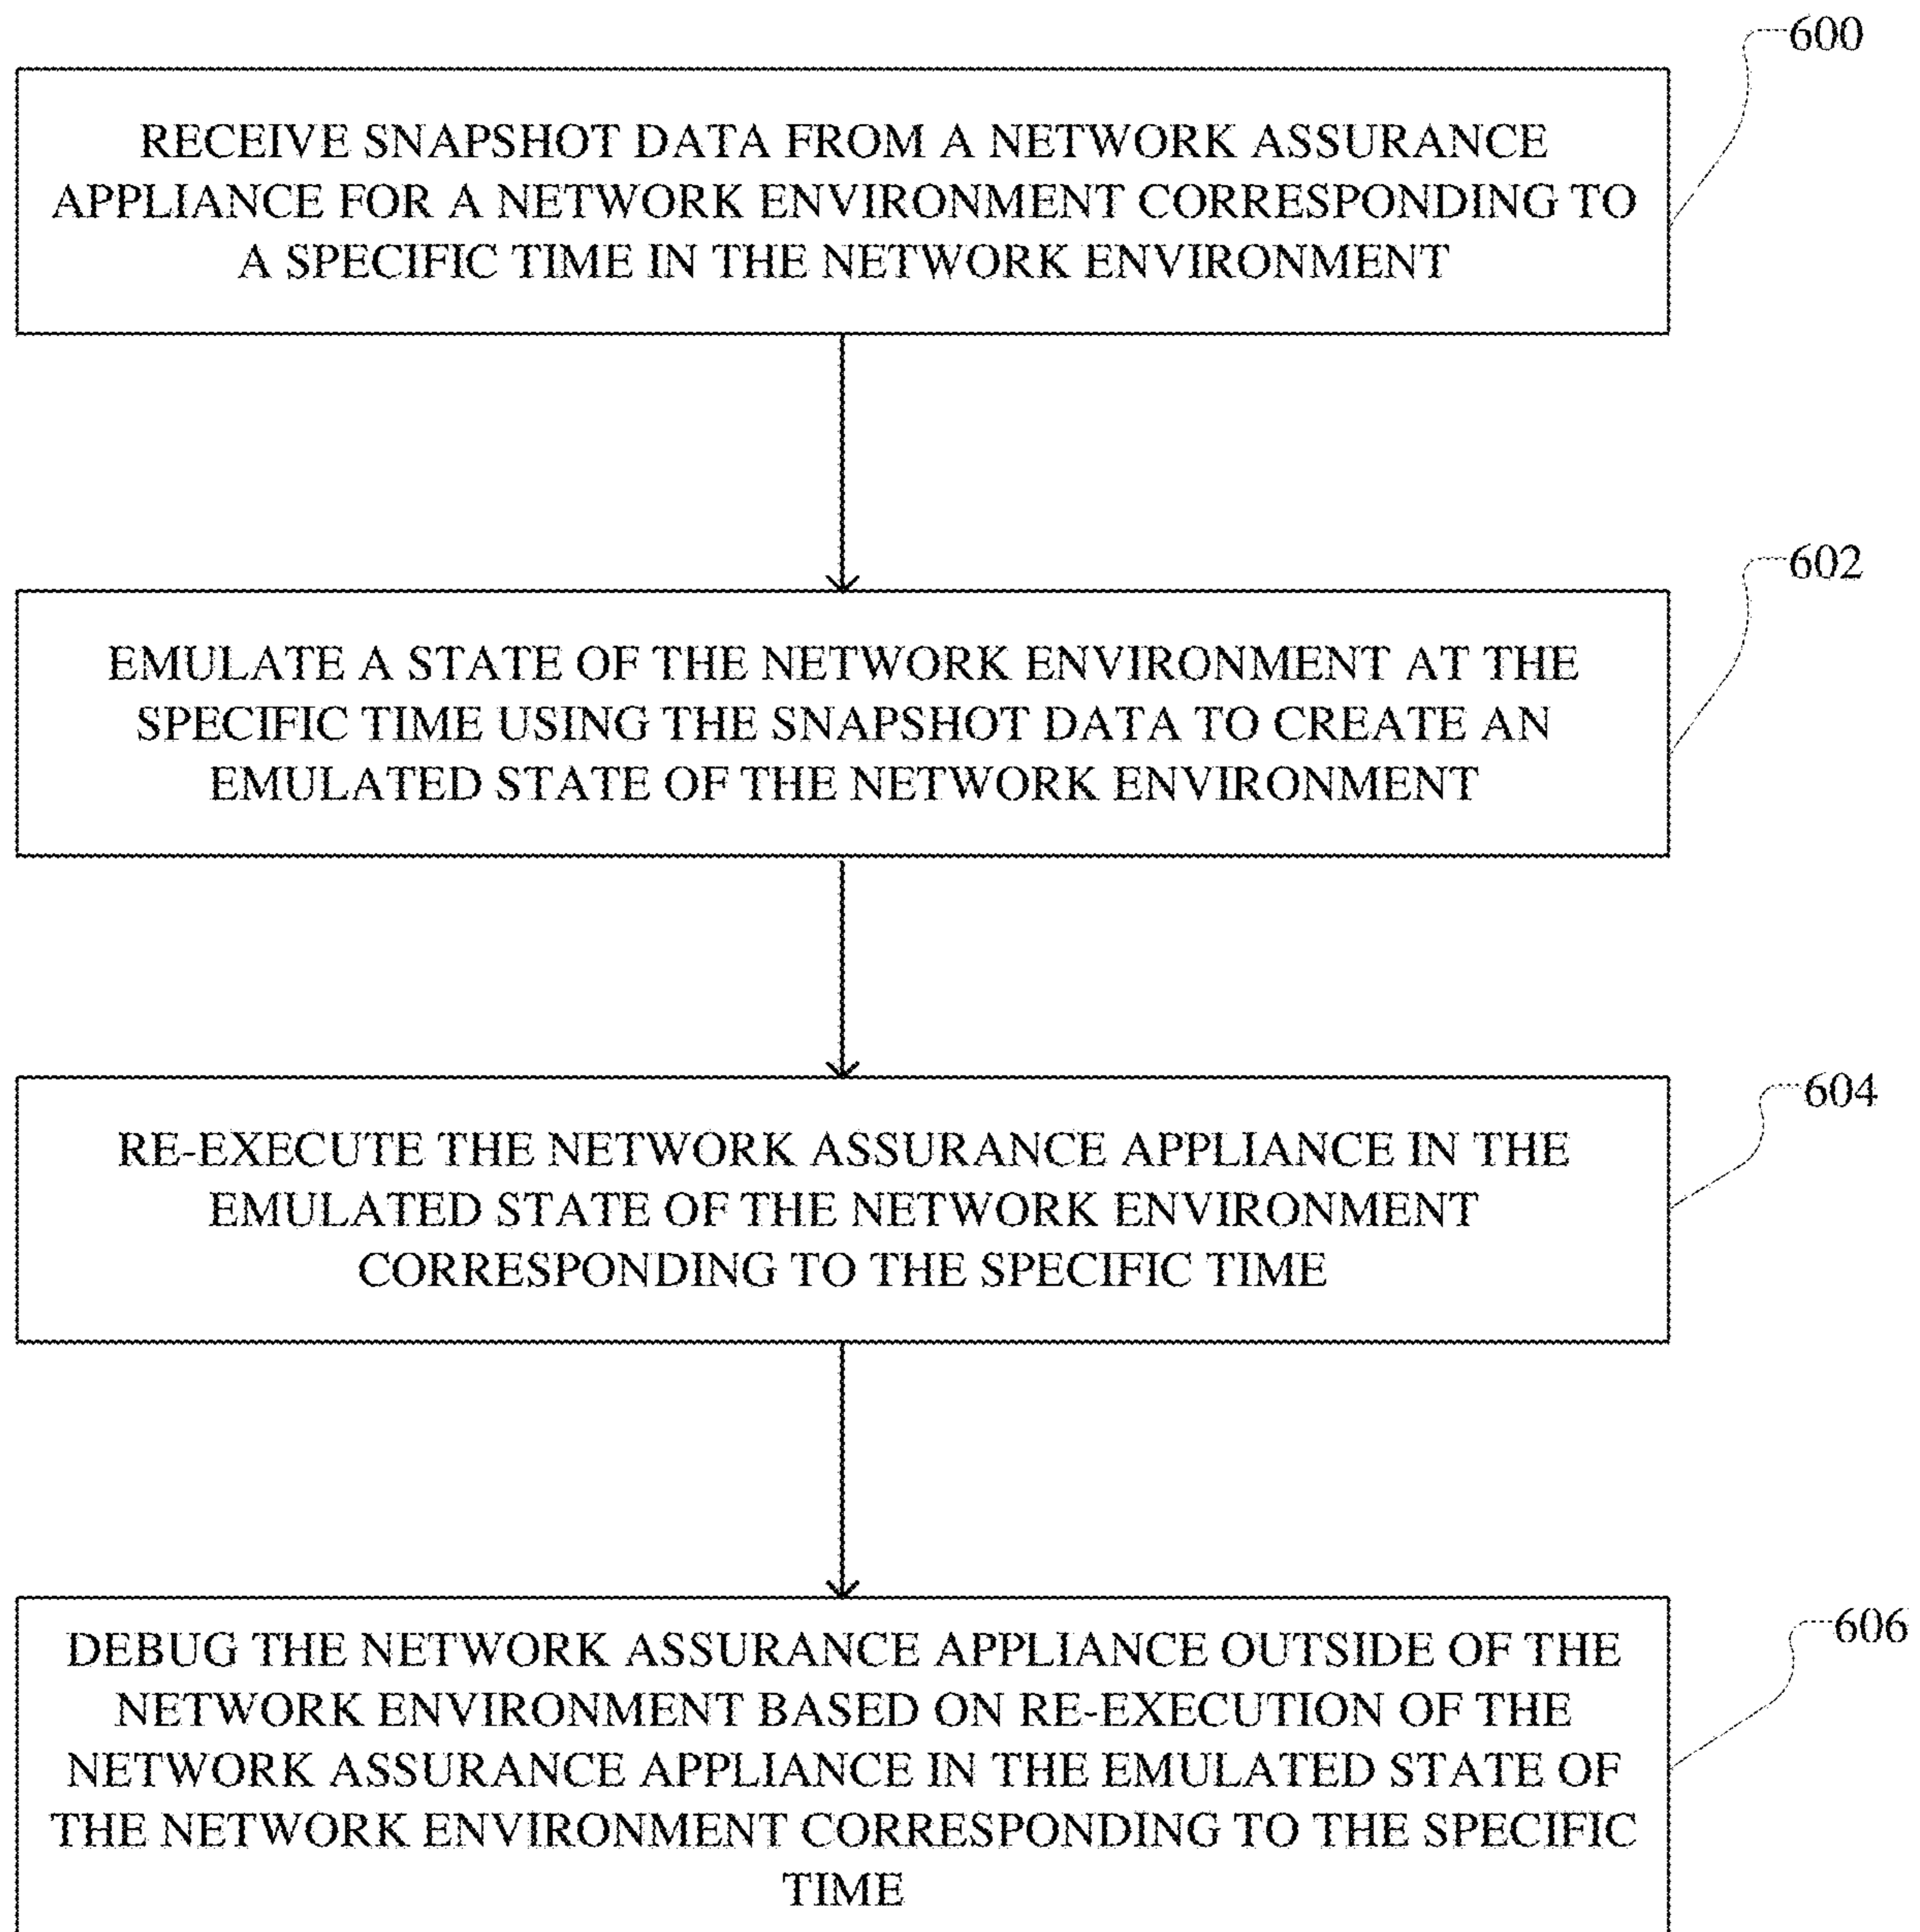 600
RECEIVE SNAPSHOT DATA FROM A NETWORK ASSURANCE
APPLIANCE FOR A NETWORK ENVIRONMENT CORRESPONDING TO
A SPECIFIC TIME IN THE NETWORK ENVIRONMENT
602
EMULATE A STATE OF THE NETWORK ENVIRONMENT AT THE
SPECIFIC TIME USING THE SNAPSHOT DATA TO CREATE AN
EMULATED STATE OF THE NETWORK ENVIRONMENT
604
RE-EXECUTE THE NETWORK ASSURANCE APPLIANCE IN THE
EMULATED STATE OF THE NETWORK ENVIRONMENT
CORRESPONDING TO THE SPECIFIC TIME
606
DEBUG THE NETWORK ASSURANCE APPLIANCE OUTSIDE OF THE
NETWORK ENVIRONMENT BASED ON RE-EXECUTION OF THE
NETWORK ASSURANCE APPLIANCE IN THE EMULATED STATE OF
THE NETWORK ENVIRONMENT CORRESPONDING TO THE SPECIFIC
TIME